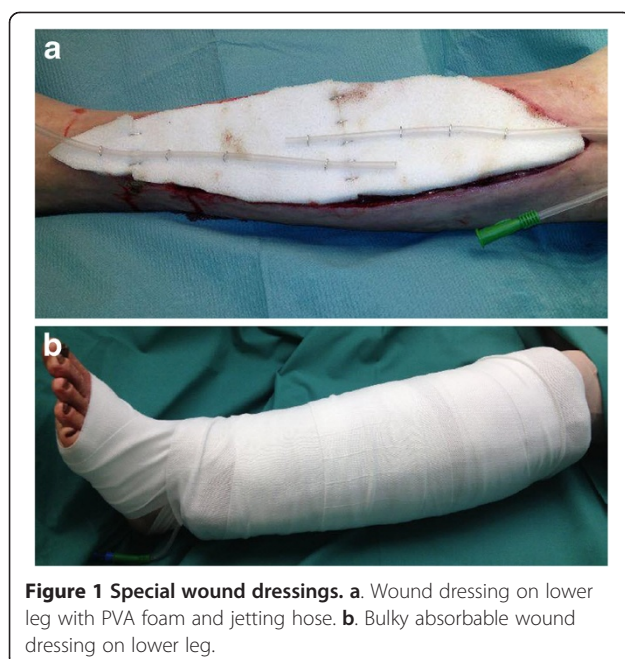 a
b
Figure 1 Special wound dressings. a. Wound dressing on lower
leg with PVA foam and jetting hose. b. Bulky absorbable wound
dressing on lower leg.